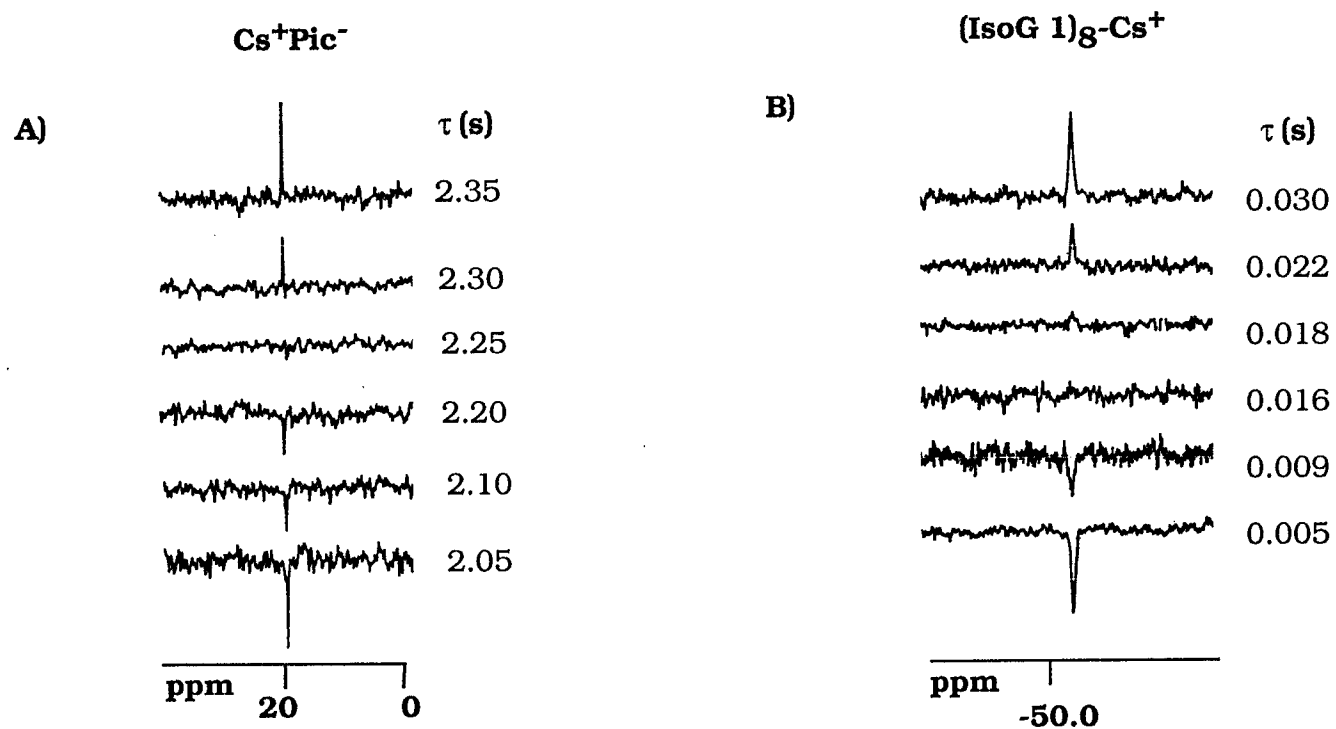 Cs⁺Pic⁻
A)
τ (s)
2.35
2.30
2.25
2.20
2.10
2.05
ppm
20
0
(IsoG 1)₈-Cs⁺
B)
τ (s)
0.030
0.022
0.018
0.016
0.009
0.005
ppm
-50.0